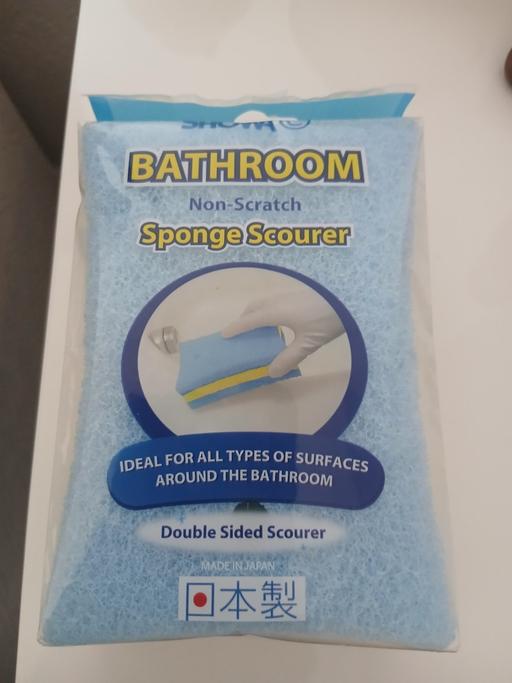 SHOWA
BATHROOM
Non-Scratch
Sponge Scourer
IDEAL FOR ALL TYPES OF SURFACES
AROUND THE BATHROOM
Double Sided Scourer
MADE IN JAPAN
日本製